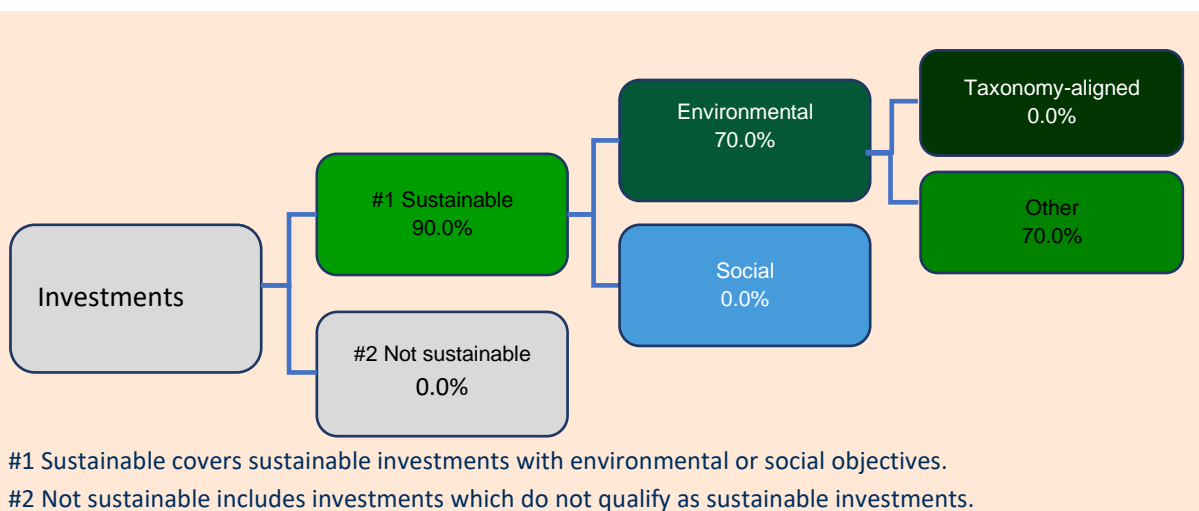 Investments
#1 Sustainable
90.0%
#2 Not sustainable
0.0%
Environmental
70.0%
Social
0.0%
Taxonomy-aligned
0.0%
Other
70.0%
#1 Sustainable covers sustainable investments with environmental or social objectives.
#2 Not sustainable includes investments which do not qualify as sustainable investments.